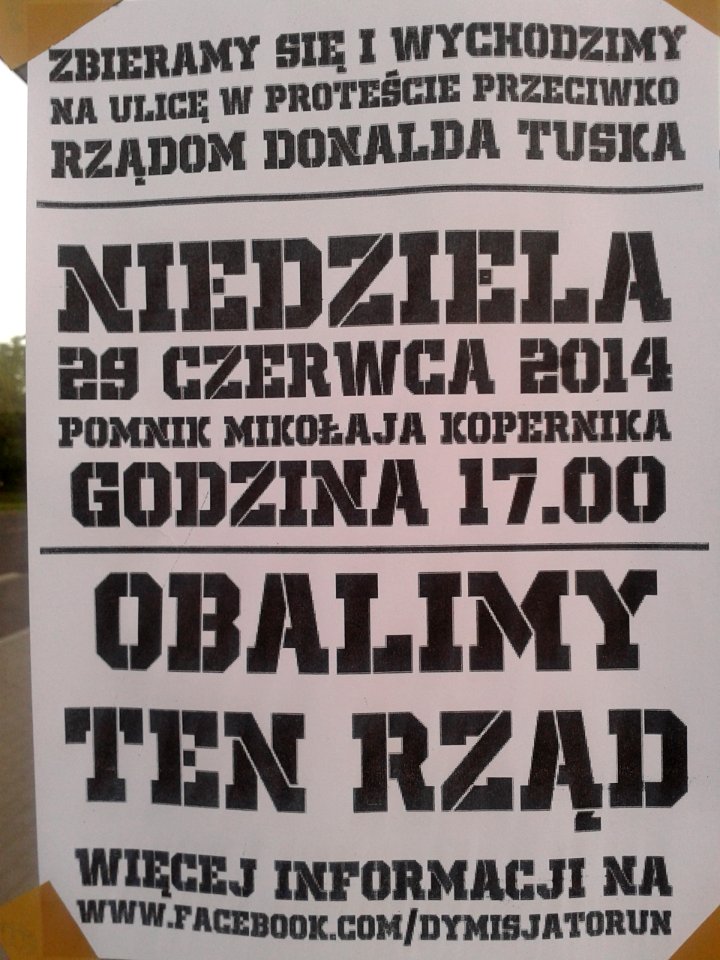 ZBIERAMY SIĘ I WYCHODZIMY
NA ULICĘ W PROTEŚCIE PRZECIWKO
RZĄDOM DONALDA TUSKA
NIEDZIELA
29 CZERWCA 2014
POMNIK MIKOŁAJA KOPERNIKA
GODZINA 17.00
OBALIMY
TEN RZĄD
WIĘCEJ INFORMACJI NA
WWW.FACEBOOK.COM/DYMISJATORUN